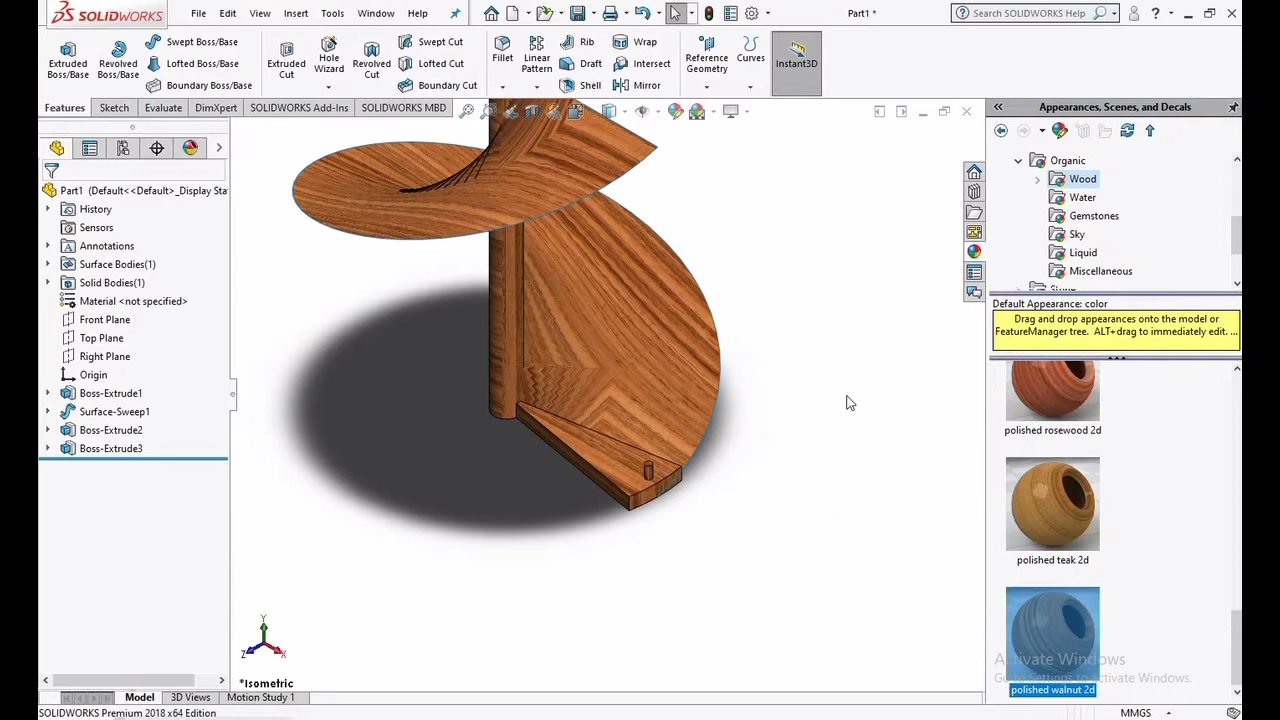 SOLIDWORKS
File
Edit
View
Insert
Tools
Window
Help
Part1 *
Search SOLIDWORKS Help
Extruded Boss/Base
Revolved Boss/Base
Swept Boss/Base
Lofted Boss/Base
Boundary Boss/Base
Extruded Cut
Hole Wizard
Revolved Cut
Swept Cut
Lofted Cut
Boundary Cut
Fillet
Linear Pattern
Rib
Draft
Shell
Wrap
Intersect
Mirror
Reference Geometry
Curves
Instant3D
Features
Sketch
Evaluate
DimXpert
SOLIDWORKS Add-Ins
SOLIDWORKS MBD
Part1 (Default<<Default>_Display Sta
History
Sensors
Annotations
Surface Bodies(1)
Solid Bodies(1)
Material <not specified>
Front Plane
Top Plane
Right Plane
Origin
Boss-Extrude1
Surface-Sweep1
Boss-Extrude2
Boss-Extrude3
Y
Z
X
*Isometric
Appearances, Scenes, and Decals
Organic
Wood
Water
Gemstones
Sky
Liquid
Miscellaneous
Default Appearance: color
Drag and drop appearances onto the model or
FeatureManager tree. ALT+drag to immediately edit. ...
polished rosewood 2d
polished teak 2d
Activate Windows
Go to Settings to activate Windows.
polished walnut 2d
Model
3D Views
Motion Study 1
SOLIDWORKS Premium 2018 x64 Edition
MMGS